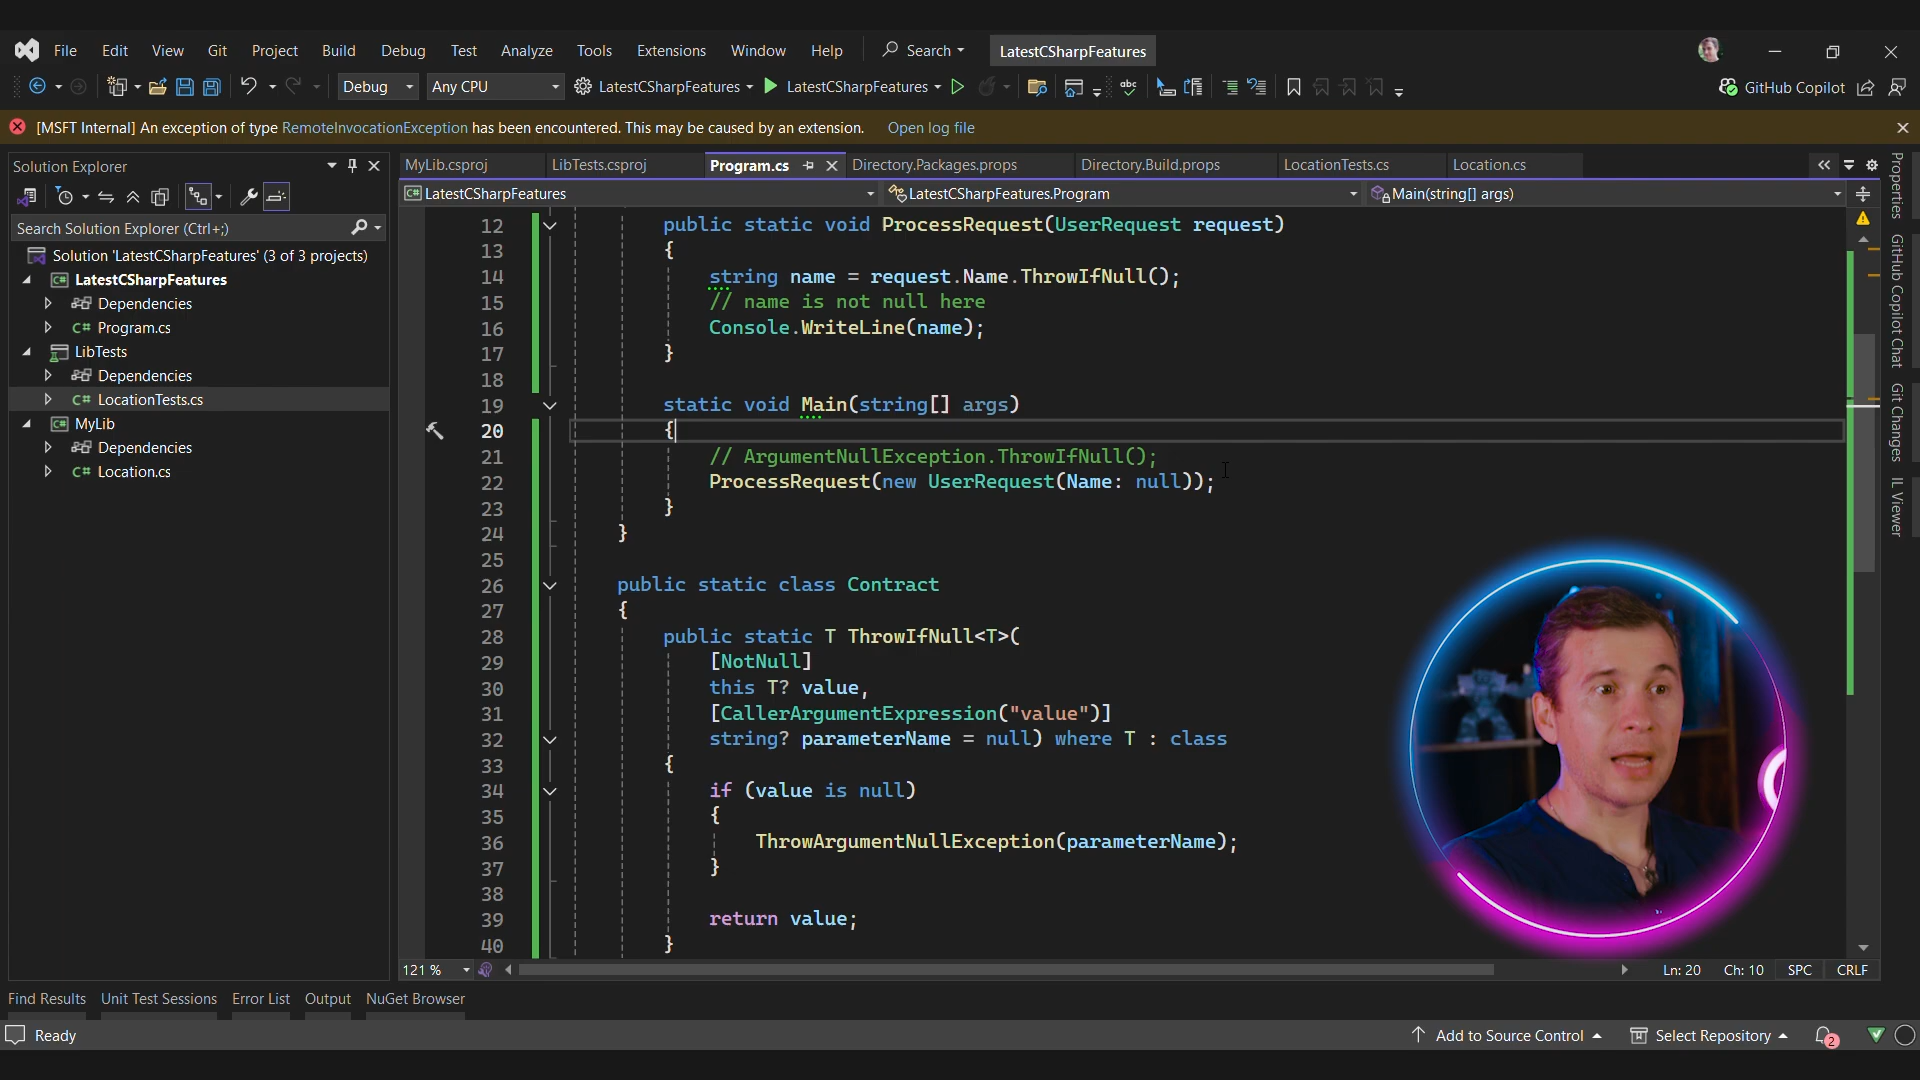 File Edit View Git Project Build Debug Test Analyze Tools Extensions Window Help Search LatestCSharpFeatures
Debug Any CPU LatestCSharpFeatures LatestCSharpFeatures GitHub Copilot
[MSFT Internal] An exception of type RemoteInvocationException has been encountered. This may be caused by an extension. Open log file
Solution Explorer
Search Solution Explorer (Ctrl+;)
Solution 'LatestCSharpFeatures' (3 of 3 projects)
LatestCSharpFeatures
Dependencies
C# Program.cs
LibTests
Dependencies
C# LocationTests.cs
MyLib
Dependencies
C# Location.cs
MyLib.csproj LibTests.csproj Program.cs Directory.Packages.props Directory.Build.props LocationTests.cs Location.cs
C# LatestCSharpFeatures LatestCSharpFeatures.Program Main(string[] args)
12 public static void ProcessRequest(UserRequest request)
13 {
14 string name = request.Name.ThrowIfNull();
15 // name is not null here
16 Console.WriteLine(name);
17 }
18
19 static void Main(string[] args)
20 {
21 // ArgumentNullException.ThrowIfNull();
22 ProcessRequest(new UserRequest(Name: null));
23 }
24 }
25
26 public static class Contract
27 {
28 public static T ThrowIfNull<T>(
29 [NotNull]
30 this T? value,
31 [CallerArgumentExpression("value")]
32 string? parameterName = null) where T : class
33 {
34 if (value is null)
35 {
36 ThrowArgumentNullException(parameterName);
37 }
38
39 return value;
40 }
Properties
GitHub Copilot Chat
Git Changes
IL Viewer
121 % Ln: 20 Ch: 10 SPC CRLF
Find Results Unit Test Sessions Error List Output NuGet Browser
Ready Add to Source Control Select Repository 2